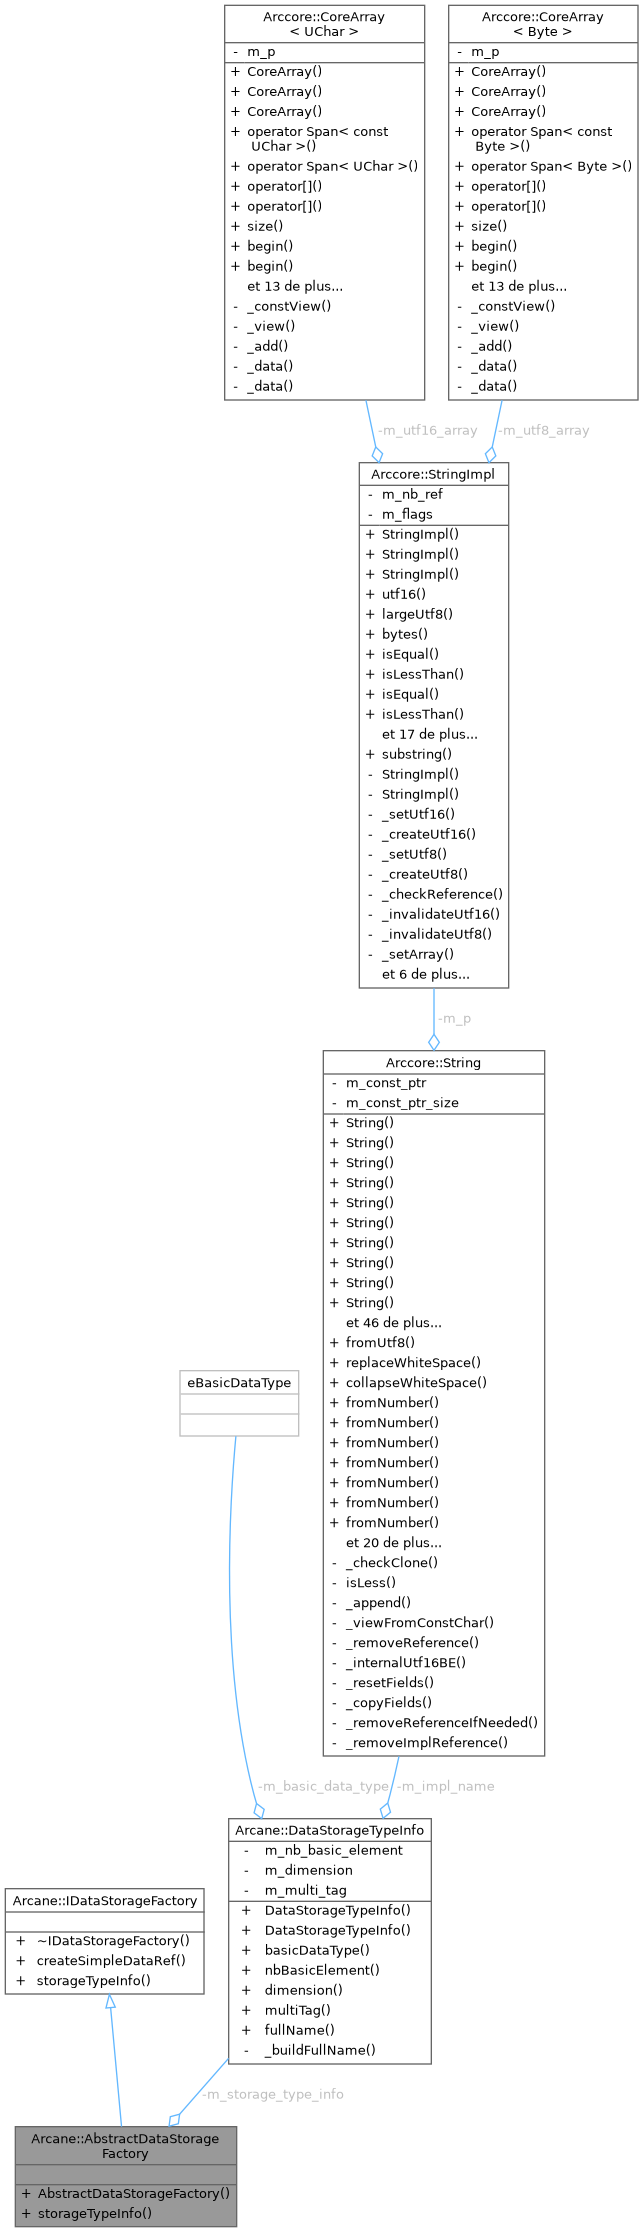 Arccore::CoreArray
< UChar >
- m_p
+ CoreArray()
+ CoreArray()
+ CoreArray()
+ operator Span< const
UChar >()
+ operator Span< UChar >()
+ operator[]()
+ operator[]()
+ size()
+ begin()
+ begin()
et 13 de plus...
- _constView()
- _view()
- _add()
- _data()
- _data()
Arccore::CoreArray
< Byte >
- m_p
+ CoreArray()
+ CoreArray()
+ CoreArray()
+ operator Span< const
Byte >()
+ operator Span< Byte >()
+ operator[]()
+ operator[]()
+ size()
+ begin()
+ begin()
et 13 de plus...
- _constView()
- _view()
- _add()
- _data()
- _data()
-m_utf16_array
-m_utf8_array
Arccore::StringImpl
- m_nb_ref
- m_flags
+ StringImpl()
+ StringImpl()
+ StringImpl()
+ utf16()
+ largeUtf8()
+ bytes()
+ isEqual()
+ isLessThan()
+ isEqual()
+ isLessThan()
et 17 de plus...
+ substring()
- StringImpl()
- StringImpl()
- _setUtf16()
- _createUtf16()
- _setUtf8()
- _createUtf8()
- _checkReference()
- _invalidateUtf16()
- _invalidateUtf8()
- _setArray()
et 6 de plus...
-m_p
Arccore::String
- m_const_ptr
- m_const_ptr_size
+ String()
+ String()
+ String()
+ String()
+ String()
+ String()
+ String()
+ String()
+ String()
+ String()
et 46 de plus...
+ fromUtf8()
+ replaceWhiteSpace()
+ collapseWhiteSpace()
+ fromNumber()
+ fromNumber()
+ fromNumber()
+ fromNumber()
+ fromNumber()
+ fromNumber()
+ fromNumber()
et 20 de plus...
- _checkClone()
- isLess()
- _append()
- _viewFromConstChar()
- _removeReference()
- _internalUtf16BE()
- _resetFields()
- _copyFields()
- _removeReferenceIfNeeded()
- _removeImplReference()
eBasicDataType
-m_basic_data_type
-m_impl_name
Arcane::DataStorageTypeInfo
- m_nb_basic_element
- m_dimension
- m_multi_tag
+ DataStorageTypeInfo()
+ DataStorageTypeInfo()
+ basicDataType()
+ nbBasicElement()
+ dimension()
+ multiTag()
+ fullName()
- _buildFullName()
Arcane::IDataStorageFactory
+ ~IDataStorageFactory()
+ createSimpleDataRef()
+ storageTypeInfo()
-m_storage_type_info
Arcane::AbstractDataStorage
Factory
+ AbstractDataStorageFactory()
+ storageTypeInfo()